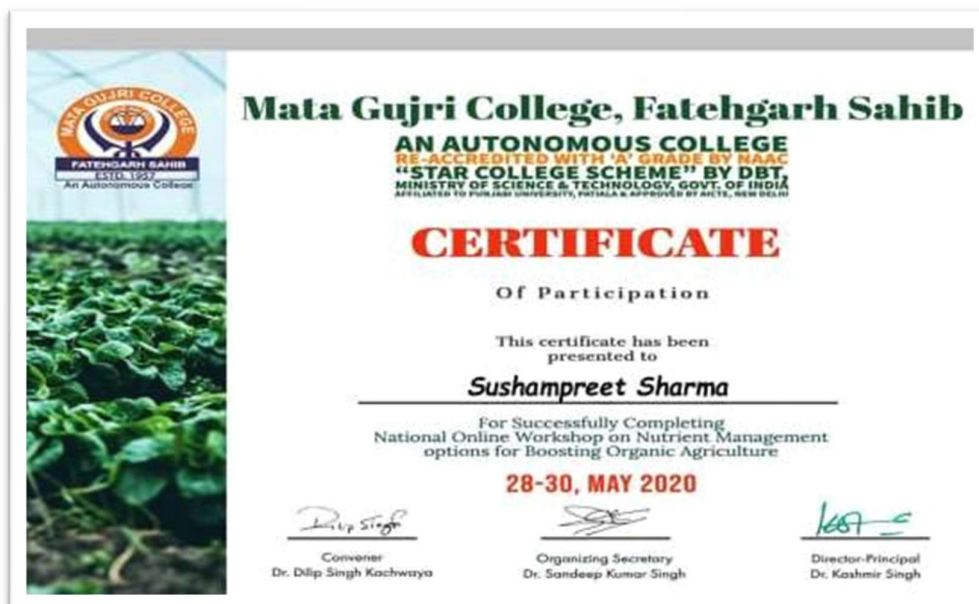 MATA GUJRI COLLEGE
FATEHGARH SAHIB
ESTD. 1957
An Autonomous College
Mata Gujri College, Fatehgarh Sahib
AN AUTONOMOUS COLLEGE
RE-ACCREDITED WITH 'A' GRADE BY NAAC
“STAR COLLEGE SCHEME” BY DBT,
MINISTRY OF SCIENCE & TECHNOLOGY, GOVT. OF INDIA
AFFILIATED TO PUNJABI UNIVERSITY, PATIALA & APPROVED BY AICTE, NEW DELHI
CERTIFICATE
Of Participation
This certificate has been
presented to
Sushampreet Sharma
For Successfully Completing
National Online Workshop on Nutrient Management
options for Boosting Organic Agriculture
28-30, MAY 2020
Dilip Singh
Convener
Dr. Dilip Singh Kachwaya
Organizing Secretary
Dr. Sandeep Kumar Singh
Director-Principal
Dr. Kashmir Singh